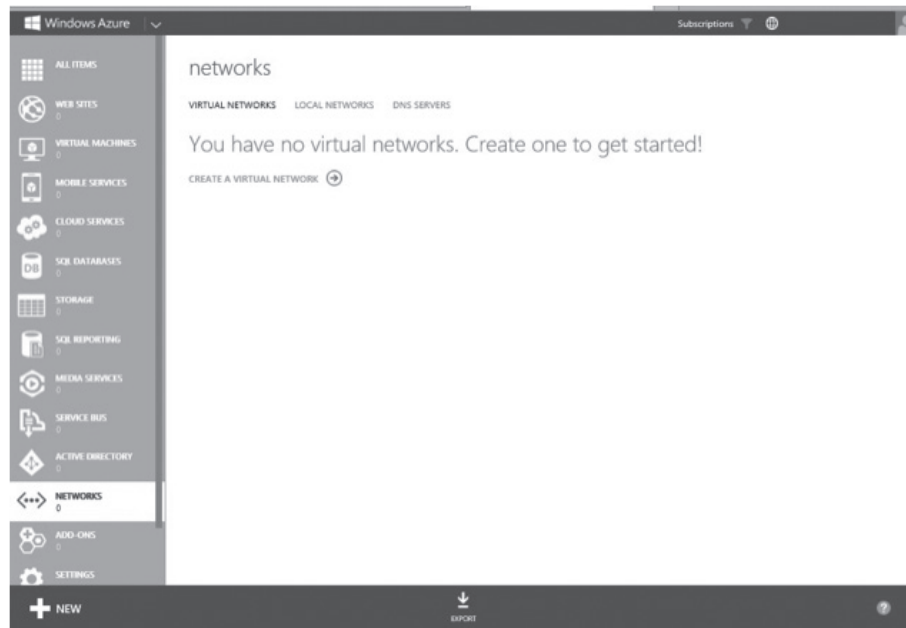 Windows Azure
Subscriptions
ALL ITEMS
WEB SITES
0
VIRTUAL MACHINES
0
MOBILE SERVICES
0
CLOUD SERVICES
0
SQL DATABASES
0
DB
STORAGE
0
SQL REPORTING
0
MEDIA SERVICES
0
SERVICE BUS
0
ACTIVE DIRECTORY
0
NETWORKS
0
ADD-ONS
0
SETTINGS
networks
VIRTUAL NETWORKS LOCAL NETWORKS DNS SERVERS
You have no virtual networks. Create one to get started!
CREATE A VIRTUAL NETWORK
NEW
EXPORT
?